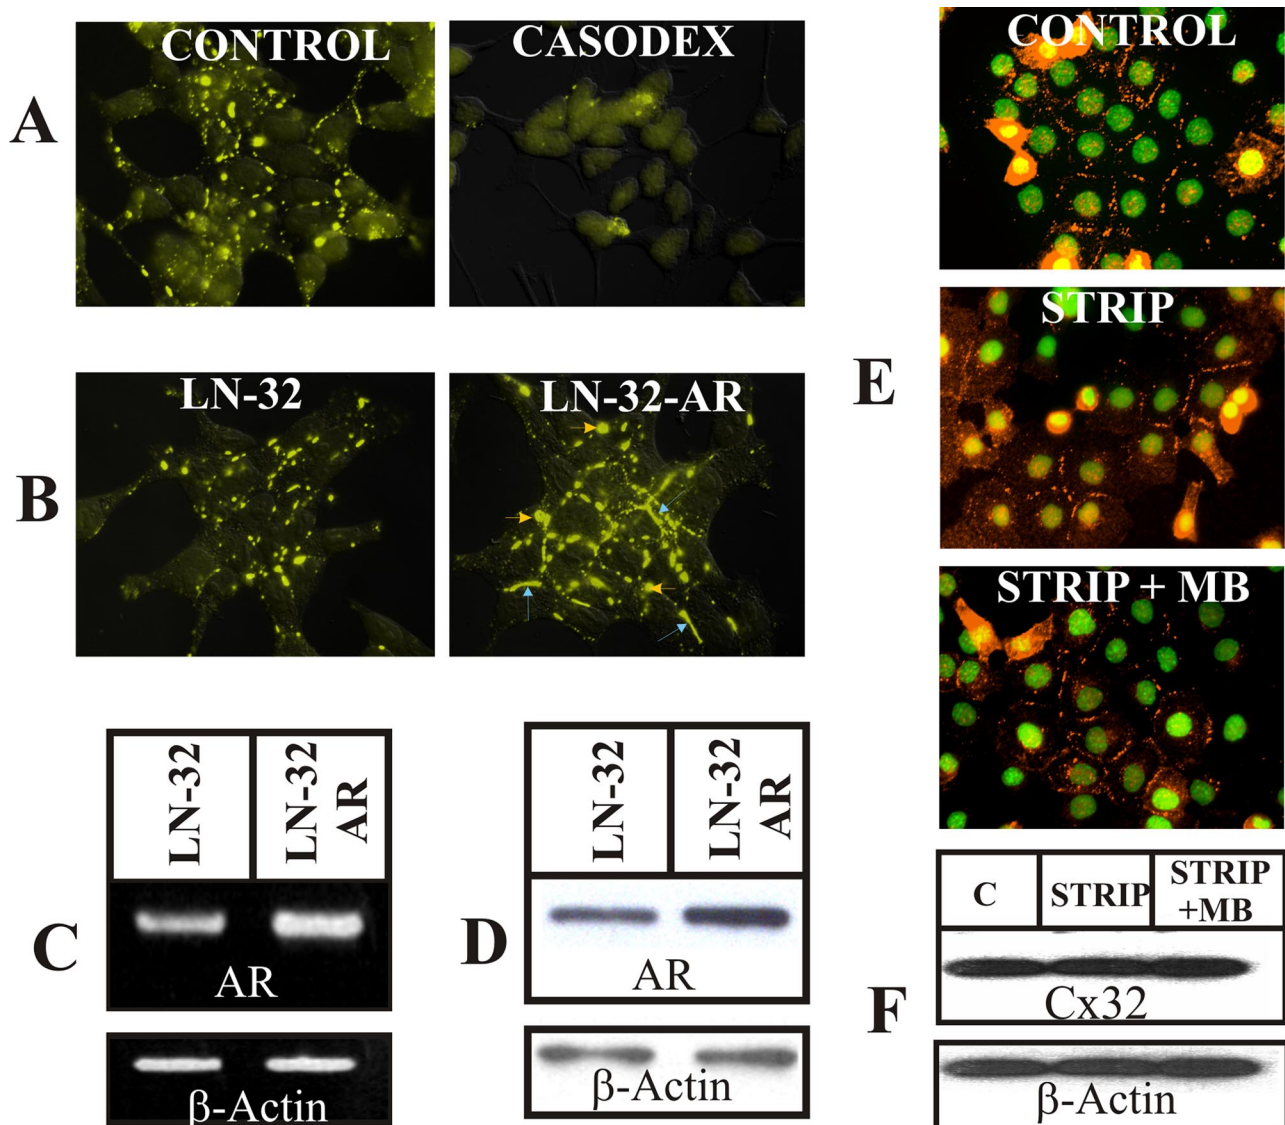 A
CONTROL
CASODEX
B
LN-32
LN-32-AR
C
LN-32
LN-32
AR
AR
β-Actin
D
LN-32
LN-32
AR
AR
β-Actin
E
CONTROL
STRIP
STRIP + MB
F
C
STRIP
STRIP
+MB
Cx32
β-Actin